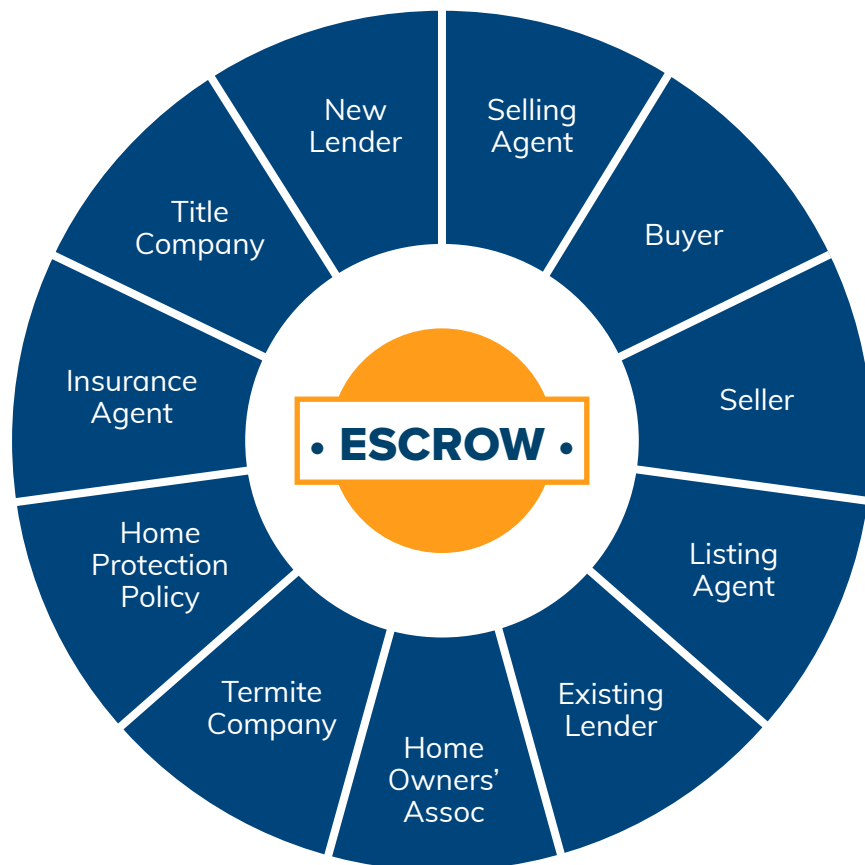 New
Lender
Selling
Agent
Buyer
Seller
Listing
Agent
Existing
Lender
Home
Owners’
Assoc
Termite
Company
Home
Protection
Policy
Insurance
Agent
Title
Company
• ESCROW •